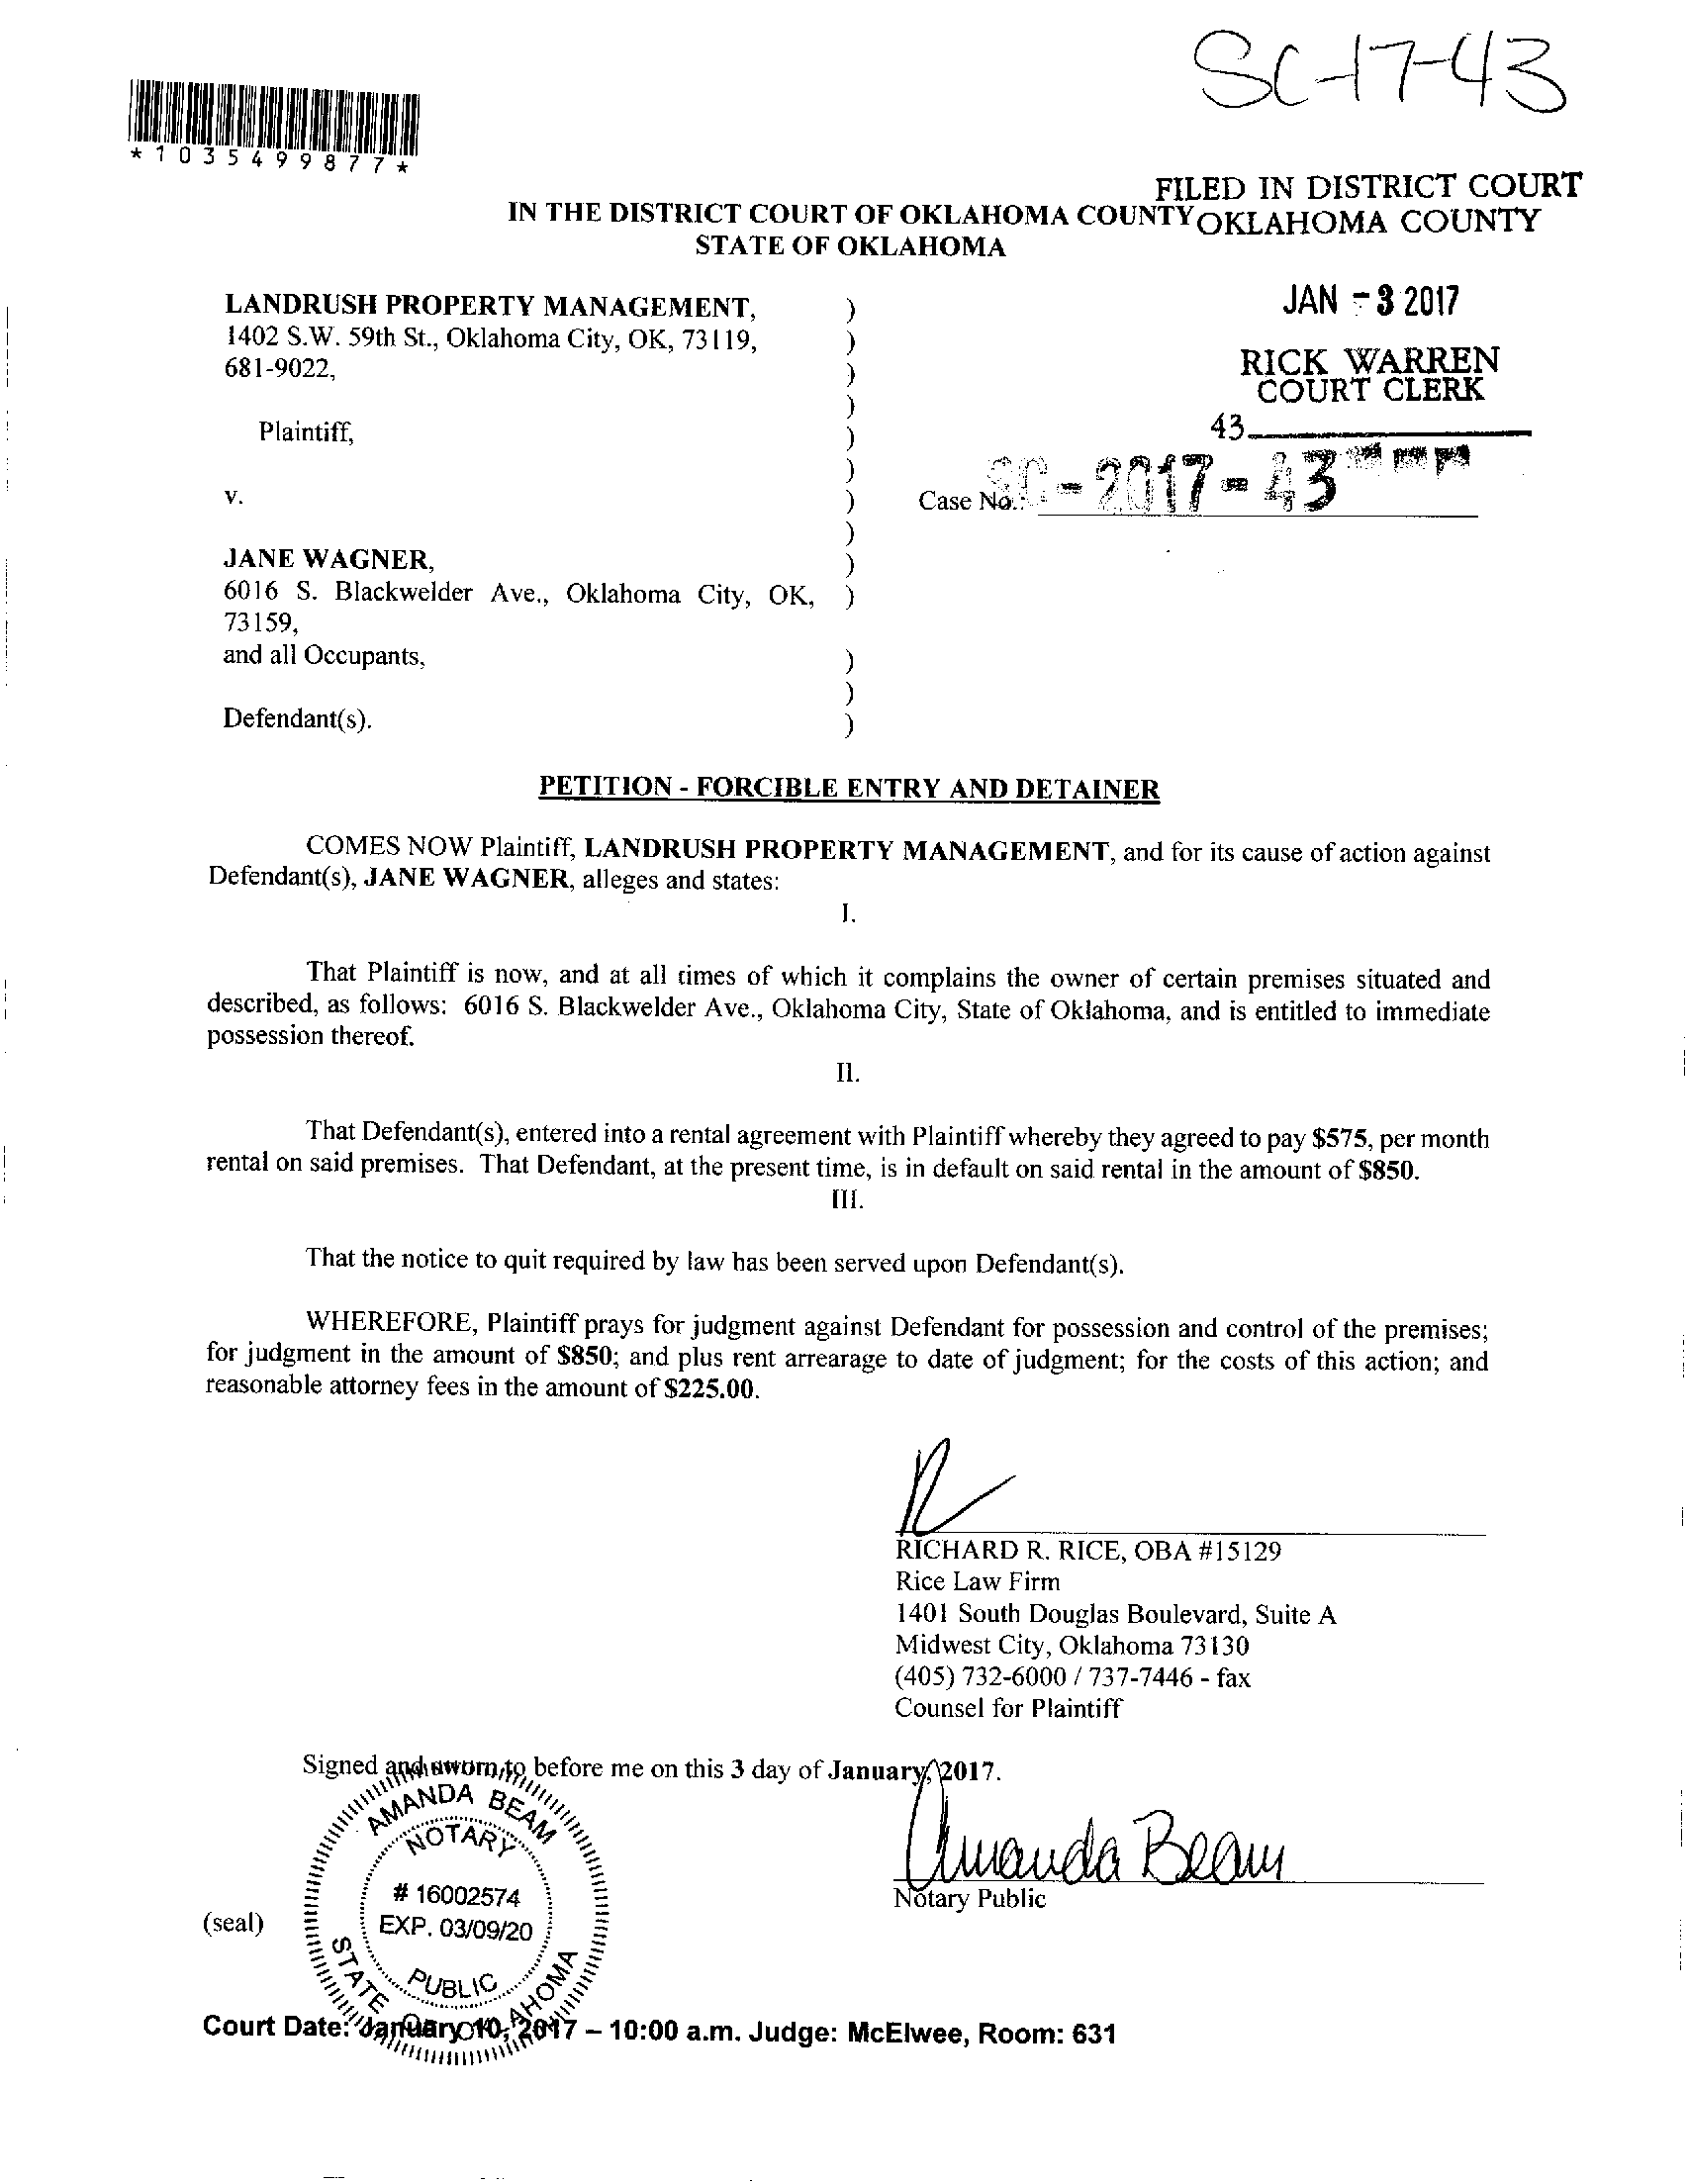 SC-17-43
*1035499877*
FILED IN DISTRICT COURT
IN THE DISTRICT COURT OF OKLAHOMA COUNTY OKLAHOMA COUNTY
STATE OF OKLAHOMA
JAN - 3 2017
RICK WARREN
COURT CLERK
43
LANDRUSH PROPERTY MANAGEMENT, )
1402 S.W. 59th St., Oklahoma City, OK, 73119, )
681-9022, )
)
Plaintiff, )
)
v. ) Case No.: SC-2017-43
)
JANE WAGNER, )
6016 S. Blackwelder Ave., Oklahoma City, OK, )
73159,
and all Occupants, )
)
Defendant(s). )
PETITION - FORCIBLE ENTRY AND DETAINER
COMES NOW Plaintiff, LANDRUSH PROPERTY MANAGEMENT, and for its cause of action against
Defendant(s), JANE WAGNER, alleges and states:
I.
That Plaintiff is now, and at all times of which it complains the owner of certain premises situated and
described, as follows: 6016 S. Blackwelder Ave., Oklahoma City, State of Oklahoma, and is entitled to immediate
possession thereof.
II.
That Defendant(s), entered into a rental agreement with Plaintiff whereby they agreed to pay $575, per month
rental on said premises. That Defendant, at the present time, is in default on said rental in the amount of $850.
III.
That the notice to quit required by law has been served upon Defendant(s).
WHEREFORE, Plaintiff prays for judgment against Defendant for possession and control of the premises;
for judgment in the amount of $850; and plus rent arrearage to date of judgment; for the costs of this action; and
reasonable attorney fees in the amount of $225.00.
RICHARD R. RICE, OBA #15129
Rice Law Firm
1401 South Douglas Boulevard, Suite A
Midwest City, Oklahoma 73130
(405) 732-6000 / 737-7446 - fax
Counsel for Plaintiff
Signed and sworn to before me on this 3 day of January, 2017.
Amanda Beam
Notary Public
(seal)
AMANDA BEAM
NOTARY
# 16002574
EXP. 03/09/20
PUBLIC
STATE OF OKLAHOMA
Court Date: January 10, 2017 – 10:00 a.m. Judge: McElwee, Room: 631